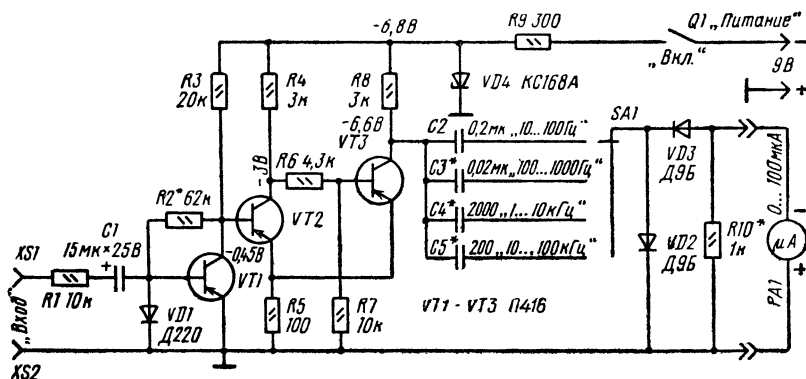 -6,8В
R9 300
Q1 „Питание"
„Вкл."
9В
-
+
R3
20к
R4
3к
R8
3к
VD4 КС168А
-6,6В
VT3
C2
0,2мк „10...100Гц"
SA1
-3В
R6 4,3к
C3*
0,02мк „100...1000Гц"
VD3
Д9Б
0...100мкА
R2* 62к
VT2
C4*
2000 „1...10кГц"
C1
15мк × 25В
+
-0,45В
VT1
C5*
200 „10...100кГц"
VD2
Д9Б
R10*
1к
-
μA
+
PA1
XS1
R1 10к
„Вход"
VD1
Д220
R5
100
R7
10к
VT1 - VT3 П416
XS2